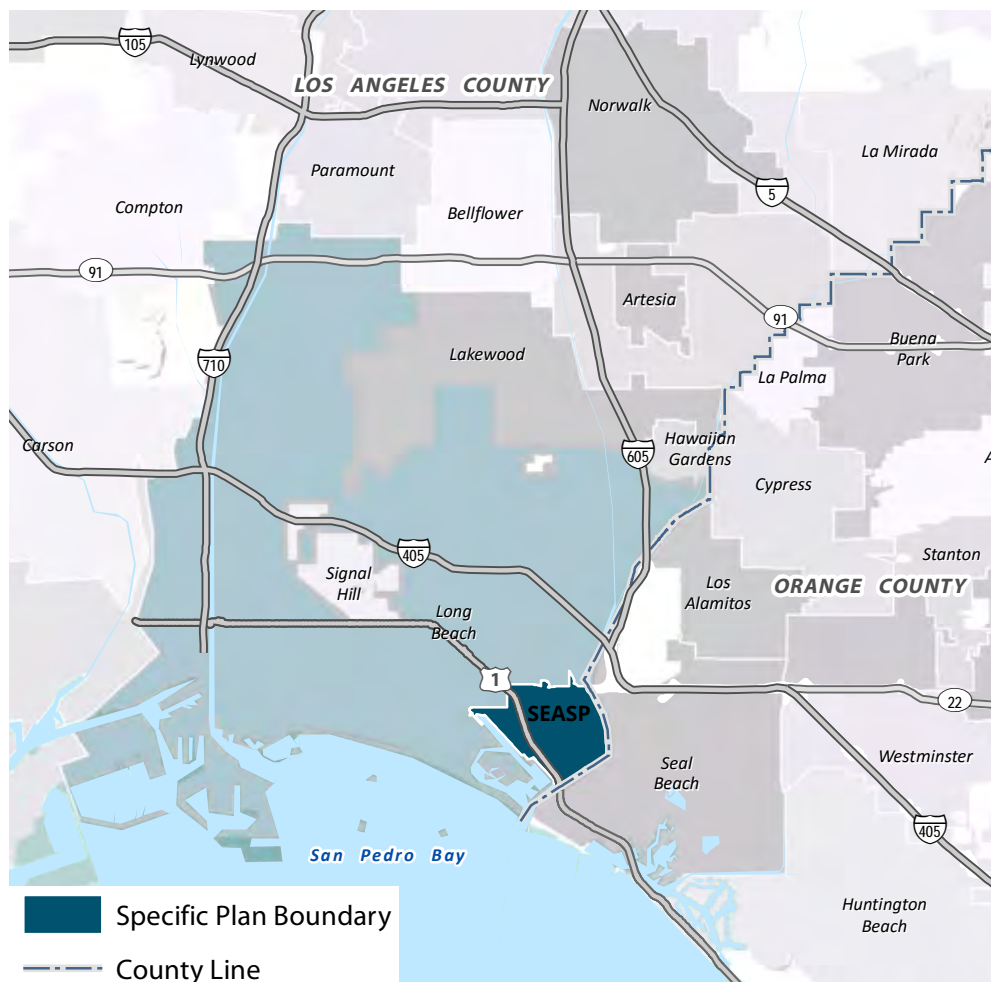 105
Lynwood
LOS ANGELES COUNTY
Norwalk
La Mirada
Paramount
5
Compton
Bellflower
91
Artesia
91
Buena
Park
Lakewood
710
La Palma
Carson
Hawaiian
Gardens
605
Cypress
A
405
Stanton
Signal
Hill
Los
Alamitos
ORANGE COUNTY
Long
Beach
1
SEASP
22
Seal
Beach
Westminster
405
San Pedro Bay
Huntington
Beach
Specific Plan Boundary
County Line